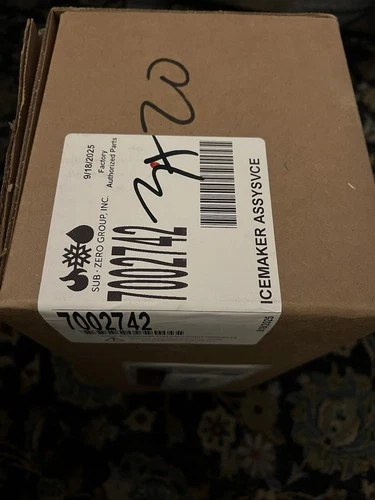 9/18/2025
Factory
Authorized Parts
SUB-ZERO GROUP, INC.
7002742
ICEMAKER ASSYSVCE
7002742